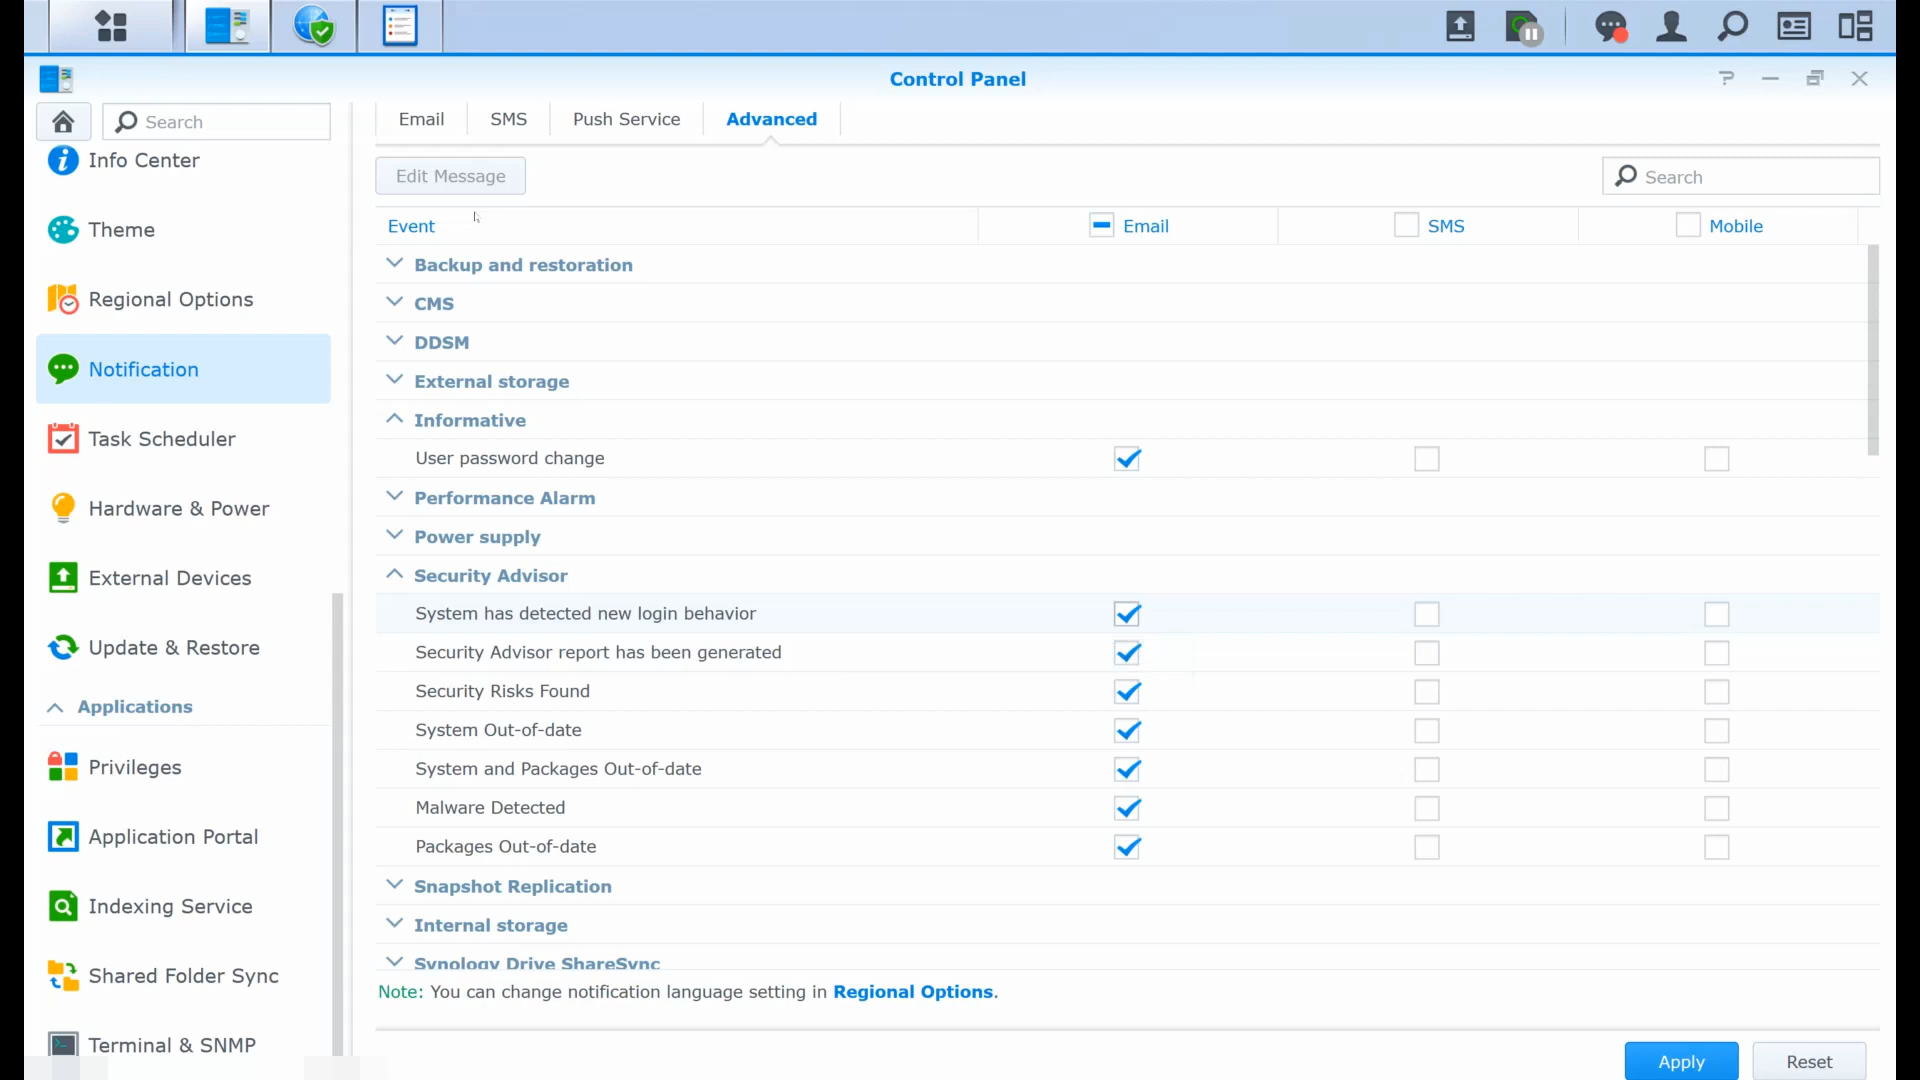 Control Panel
Search
Info Center
Theme
Regional Options
Notification
Task Scheduler
Hardware & Power
External Devices
Update & Restore
Applications
Privileges
Application Portal
Indexing Service
Shared Folder Sync
Terminal & SNMP
Email SMS Push Service Advanced
Edit Message Search
Event Email SMS Mobile
Backup and restoration
CMS
DDSM
External storage
Informative
User password change
Performance Alarm
Power supply
Security Advisor
System has detected new login behavior
Security Advisor report has been generated
Security Risks Found
System Out-of-date
System and Packages Out-of-date
Malware Detected
Packages Out-of-date
Snapshot Replication
Internal storage
Synology Drive ShareSync
Note: You can change notification language setting in Regional Options.
Apply Reset